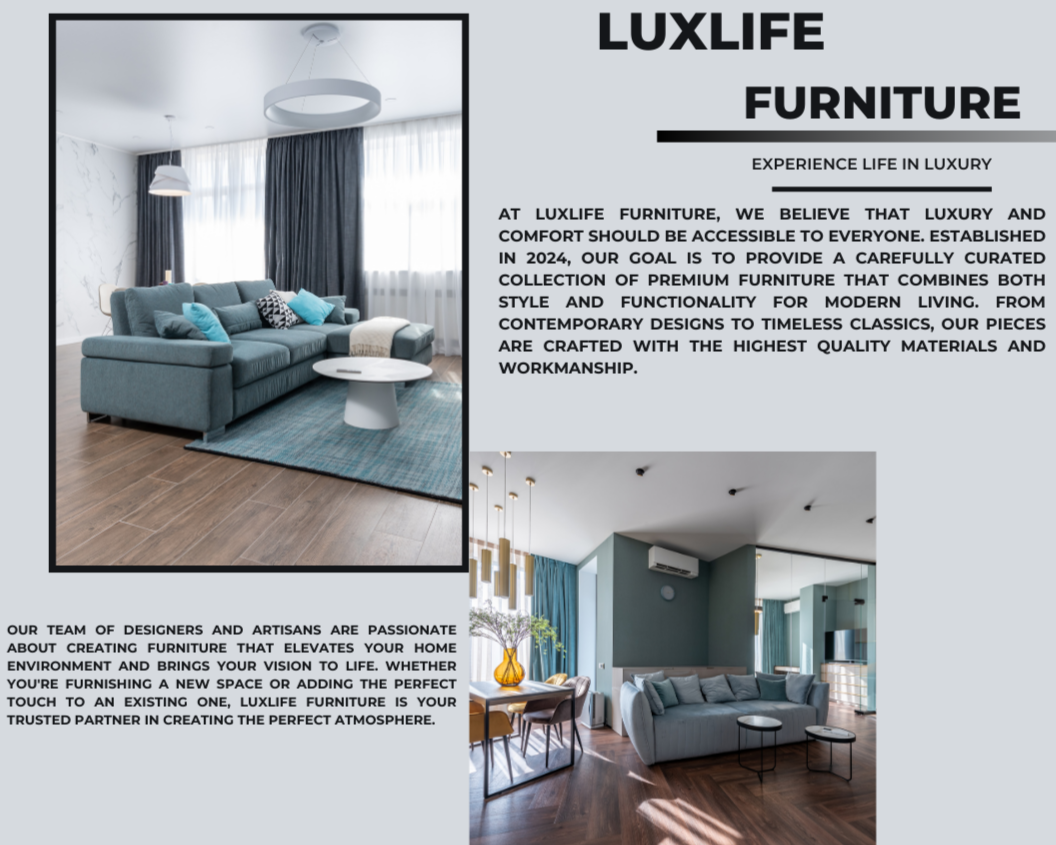 LUXLIFE
FURNITURE
EXPERIENCE LIFE IN LUXURY
AT LUXLIFE FURNITURE, WE BELIEVE THAT LUXURY AND
COMFORT SHOULD BE ACCESSIBLE TO EVERYONE. ESTABLISHED
IN 2024, OUR GOAL IS TO PROVIDE A CAREFULLY CURATED
COLLECTION OF PREMIUM FURNITURE THAT COMBINES BOTH
STYLE AND FUNCTIONALITY FOR MODERN LIVING. FROM
CONTEMPORARY DESIGNS TO TIMELESS CLASSICS, OUR PIECES
ARE CRAFTED WITH THE HIGHEST QUALITY MATERIALS AND
WORKMANSHIP.
OUR TEAM OF DESIGNERS AND ARTISANS ARE PASSIONATE
ABOUT CREATING FURNITURE THAT ELEVATES YOUR HOME
ENVIRONMENT AND BRINGS YOUR VISION TO LIFE. WHETHER
YOU'RE FURNISHING A NEW SPACE OR ADDING THE PERFECT
TOUCH TO AN EXISTING ONE, LUXLIFE FURNITURE IS YOUR
TRUSTED PARTNER IN CREATING THE PERFECT ATMOSPHERE.